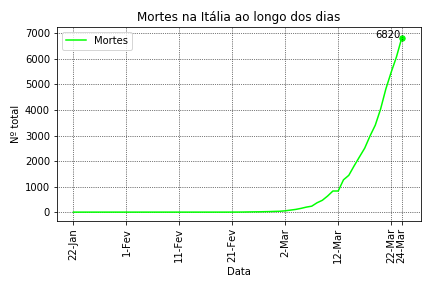 Mortes na Itália ao longo dos dias
Mortes
6820
Nº total
7000
6000
5000
4000
3000
2000
1000
0
22-Jan
1-Fev
11-Fev
21-Fev
2-Mar
12-Mar
22-Mar
24-Mar
Data